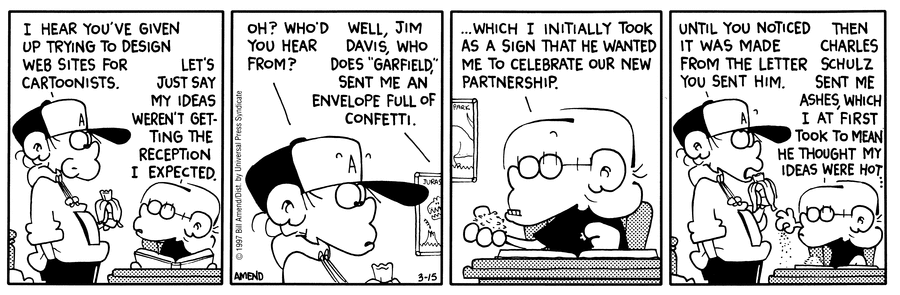 I HEAR YOU'VE GIVEN
UP TRYING TO DESIGN
WEB SITES FOR
CARTOONISTS.
LET'S
JUST SAY
MY IDEAS
WEREN'T GET-
TING THE
RECEPTION
I EXPECTED.
A
OH? WHO'D
YOU HEAR
FROM?
WELL, JIM
DAVIS, WHO
DOES "GARFIELD,"
SENT ME AN
ENVELOPE FULL OF
CONFETTI.
A
JURAS
© 1997 Bill Amend/Dist. by Universal Press Syndicate
AMEND
3-15
...WHICH I INITIALLY TOOK
AS A SIGN THAT HE WANTED
ME TO CELEBRATE OUR NEW
PARTNERSHIP.
PARK
UNTIL YOU NOTICED
IT WAS MADE
FROM THE LETTER
YOU SENT HIM.
THEN
CHARLES
SCHULZ
SENT ME
ASHES, WHICH
I AT FIRST
TOOK TO MEAN
HE THOUGHT MY
IDEAS WERE HOT
...
A